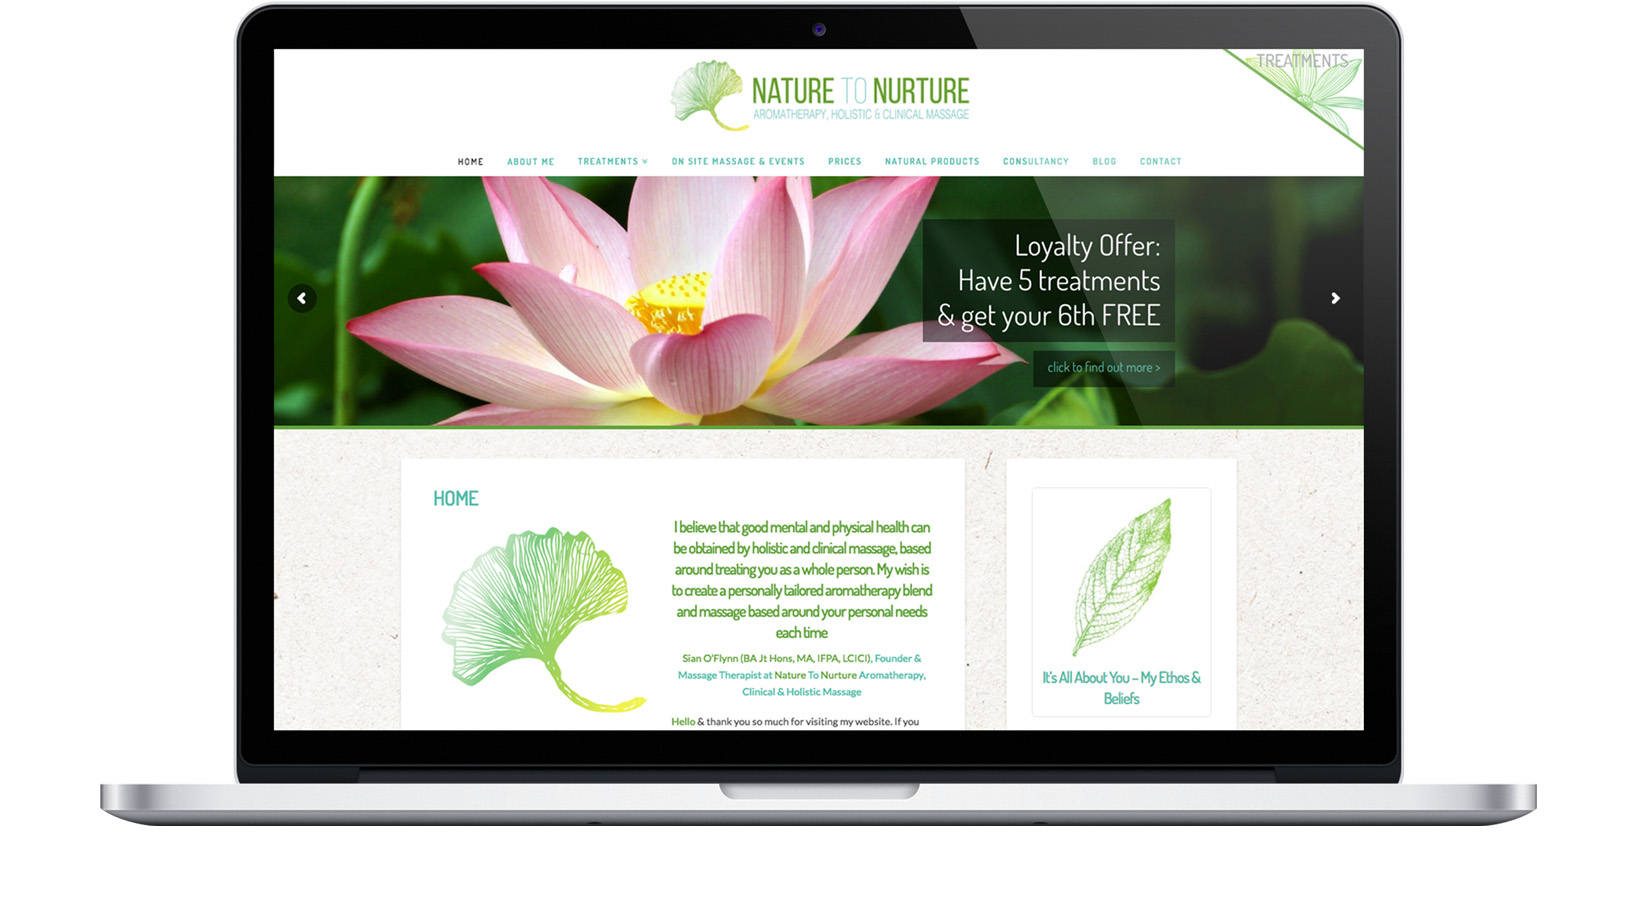 TREATMENTS
NATURE TO NURTURE
AROMATHERAPY, HOLISTIC & CLINICAL MASSAGE
HOME ABOUT ME TREATMENTS ON SITE MASSAGE & EVENTS PRICES NATURAL PRODUCTS CONSULTANCY BLOG CONTACT
Loyalty Offer:
Have 5 treatments
& get your 6th FREE
click to find out more >
HOME
I believe that good mental and physical health can
be obtained by holistic and clinical massage, based
around treating you as a whole person. My wish is
to create a personally tailored aromatherapy blend
and massage based around your personal needs
each time
Sian O'Flynn (BA Jt Hons, MA, IFPA, LCICI), Founder &
Massage Therapist at Nature To Nurture Aromatherapy,
Clinical & Holistic Massage
Hello & thank you so much for visiting my website. If you
It's All About You – My Ethos &
Beliefs